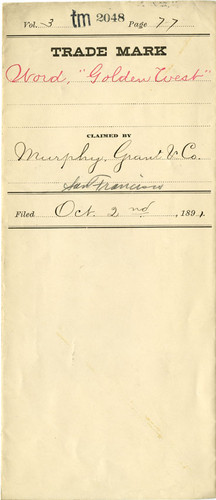 Vol. 3 tm 2048 Page 77
TRADE MARK
Word, "Golden West"
CLAIMED BY
Murphy, Grant & Co.
San Francisco
Filed Oct. 2nd, 1894